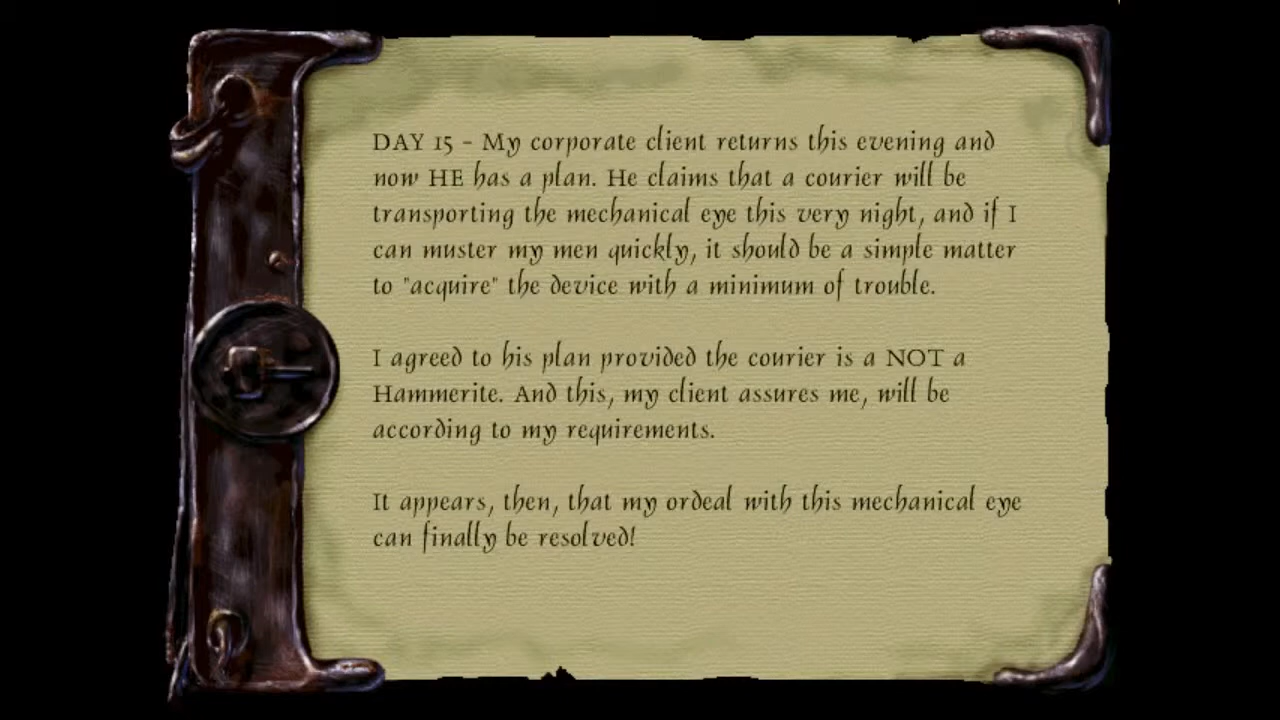 DAY 15 - My corporate client returns this evening and
now HE has a plan. He claims that a courier will be
transporting the mechanical eye this very night, and if I
can muster my men quickly, it should be a simple matter
to "acquire" the device with a minimum of trouble.
I agreed to his plan provided the courier is a NOT a
Hammerite. And this, my client assures me, will be
according to my requirements.
It appears, then, that my ordeal with this mechanical eye
can finally be resolved!